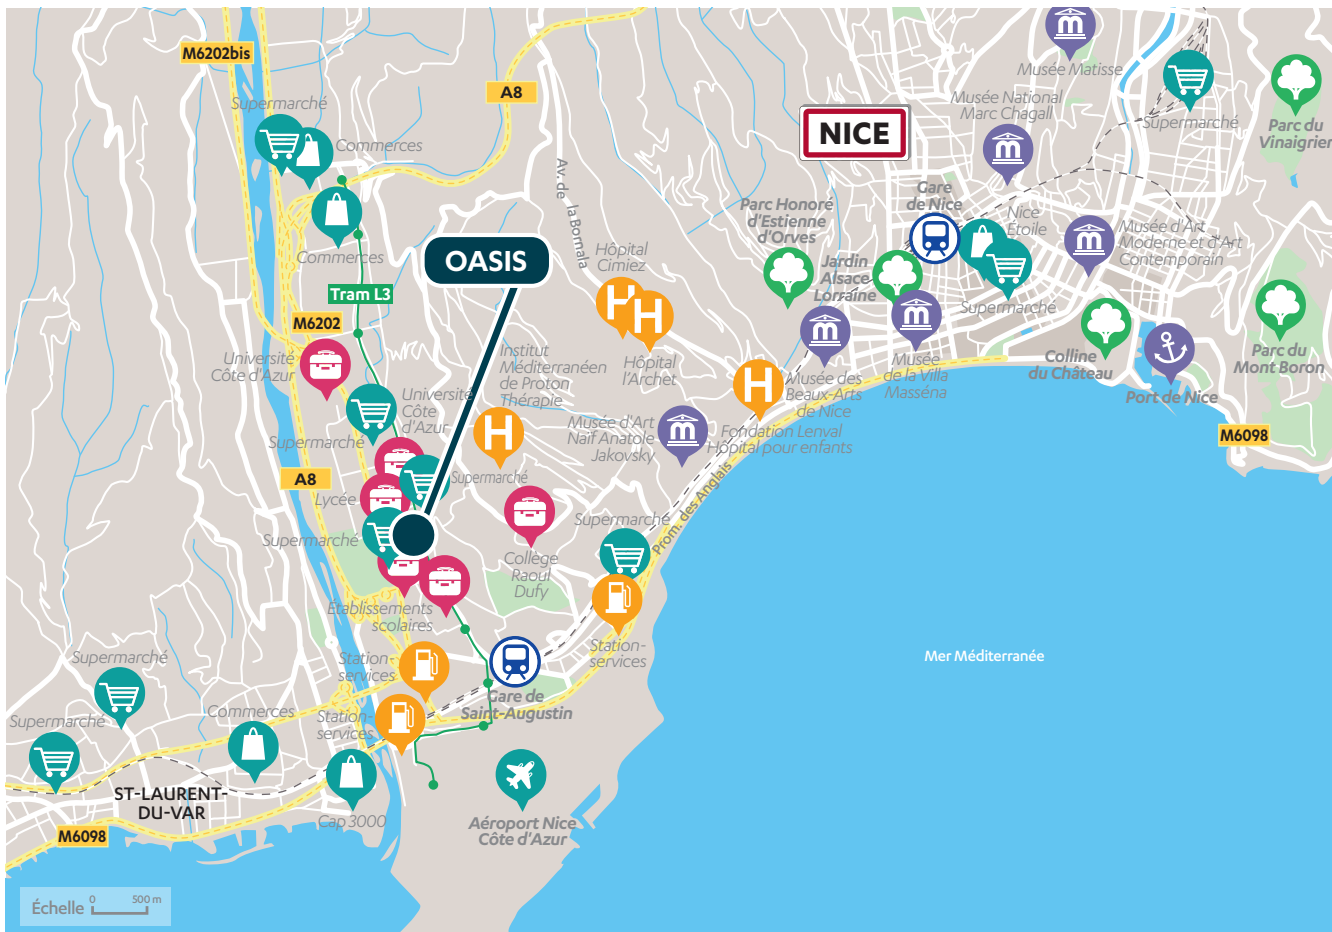 M6202bis
Supermarché
Commerces
A8
Av. de
la Bornala
Commerces
Tram L3
OASIS
NICE
Musée Matisse
Musée National
Marc Chagall
Supermarché
Parc du
Vinaigrier
Gare
de Nice
Nice
Étoile
Parc Honoré
d'Estienne
d'Orves
Jardin
Alsace
Lorraine
Musée d'Art
Moderne et d'Art
Contemporain
Supermarché
Hôpital
Cimiez
H
H
Hôpital
l'Archet
M6202
Université
Côte d'Azur
Institut
Méditerranéen
de Proton
Thérapie
H
Université
Côte
d'Azur
Supermarché
Supermarché
Musée d'Art
Naïf Anatole
Jakovsky
H
Fondation Lenval
Hôpital pour enfants
Musée des
Beaux-Arts
de Nice
Musée
de la Villa
Masséna
Colline
du Château
Port de Nice
Parc du
Mont Boron
M6098
A8
Lycée
Supermarché
Établissements
scolaires
Collège
Raoul
Dufy
Supermarché
Prom. des Anglais
Station-
services
Station-
services
Station-
services
Gare de
Saint-Augustin
Mer Méditerranée
Supermarché
Supermarché
Commerces
ST-LAURENT-
DU-VAR
Cap 3000
M6098
Aéroport Nice
Côte d'Azur
Échelle
0
500 m